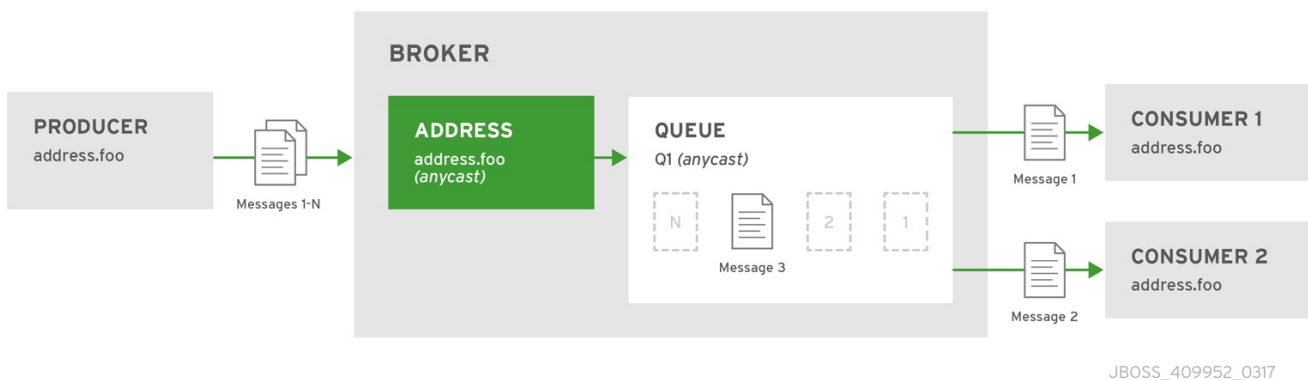 BROKER
PRODUCER
address.foo
Messages 1-N
ADDRESS
address.foo
(anycast)
QUEUE
Q1 (anycast)
N
Message 3
2
1
Message 1
CONSUMER 1
address.foo
Message 2
CONSUMER 2
address.foo
JBOSS_409952_0317